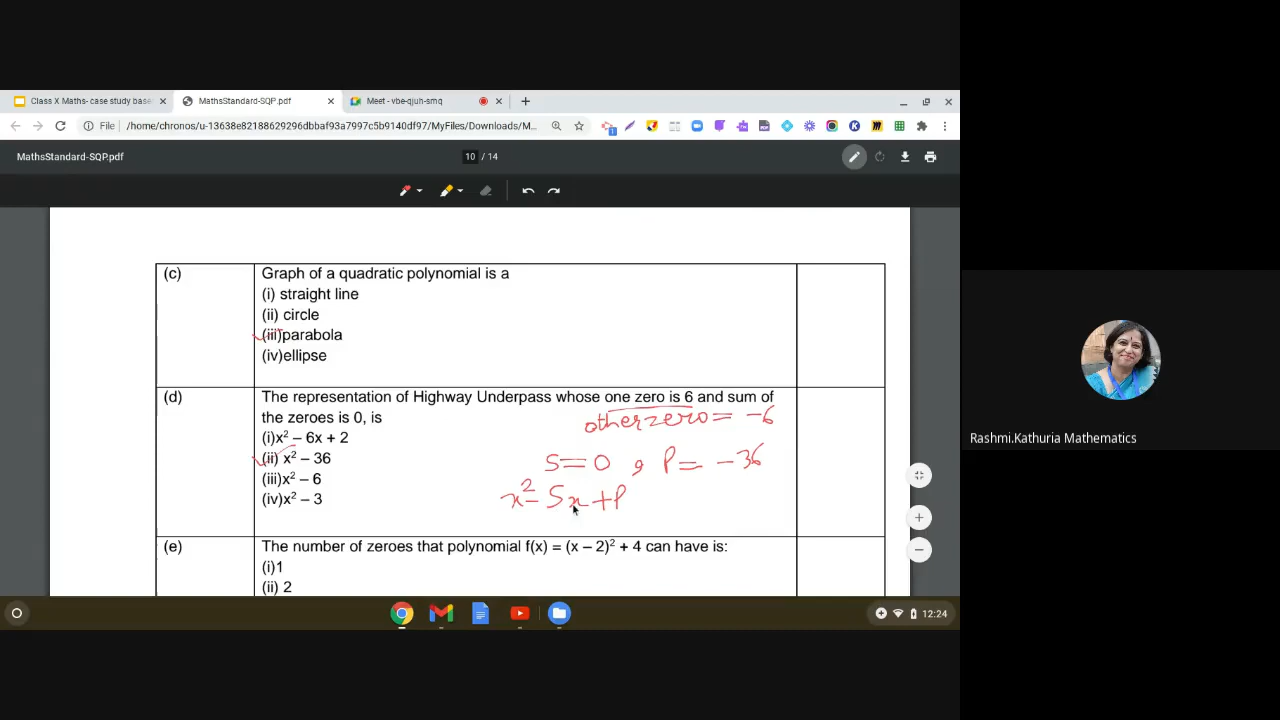 Class X Maths- case study base
MathsStandard-SQP.pdf
Meet - vbe-qjuh-smq
File
/home/chronos/u-13638e82188629296dbbaf93a7997c5b9140df97/MyFiles/Downloads/M...
MathsStandard-SQP.pdf
10 / 14
(c)
Graph of a quadratic polynomial is a
(i) straight line
(ii) circle
(iii)parabola
(iv)ellipse
(d)
The representation of Highway Underpass whose one zero is 6 and sum of
the zeroes is 0, is
other zero = -6
(i)x² – 6x + 2
(ii) x² – 36
S = 0 , P = -36
(iii)x² – 6
(iv)x² – 3
x² - Sx + P
(e)
The number of zeroes that polynomial f(x) = (x – 2)² + 4 can have is:
(i)1
(ii) 2
Rashmi.Kathuria Mathematics
12:24